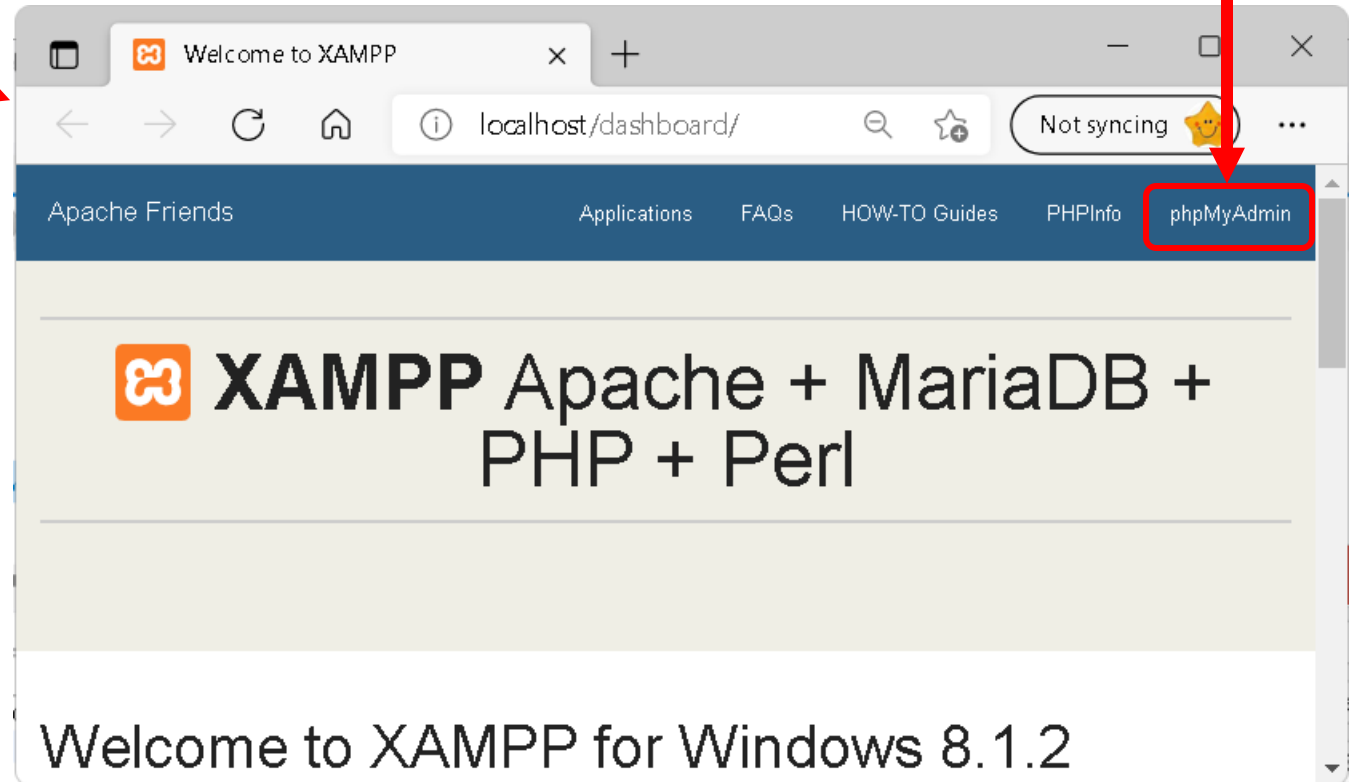 Welcome to XAMPP
localhost/dashboard/
Not syncing
Apache Friends
Applications FAQs HOW-TO Guides PHPInfo phpMyAdmin
XAMPP Apache + MariaDB +
PHP + Perl
Welcome to XAMPP for Windows 8.1.2